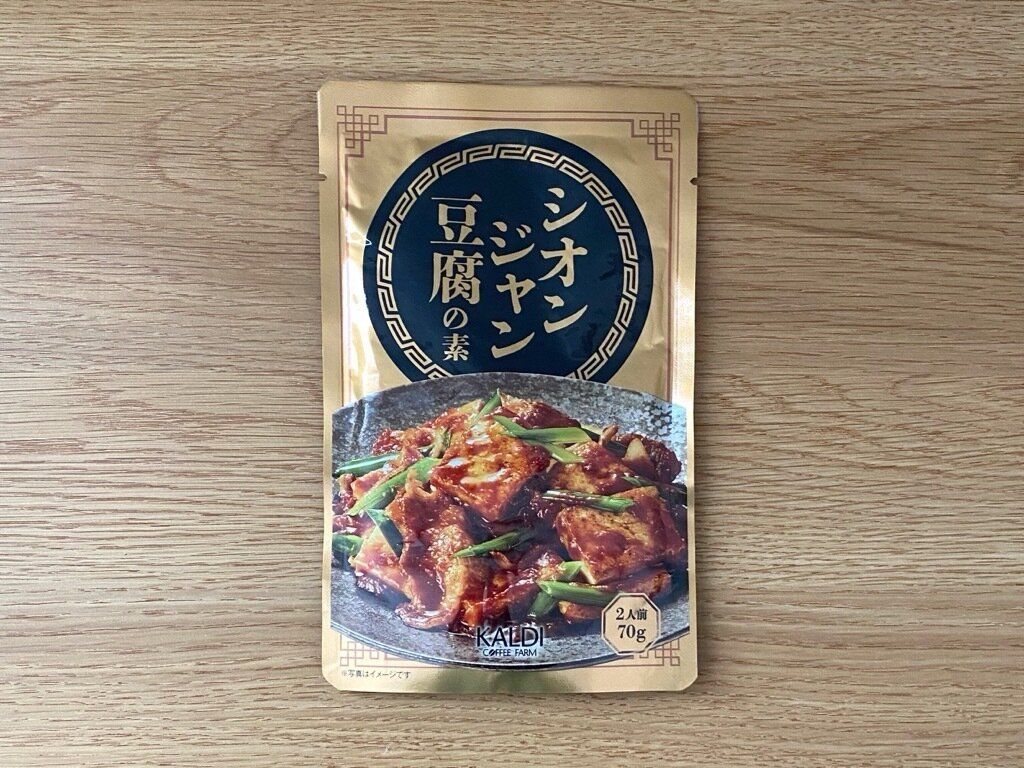 シオン
ジャン
豆腐の素
2人前
70g
KALDI
COFFEE FARM
※写真はイメージです